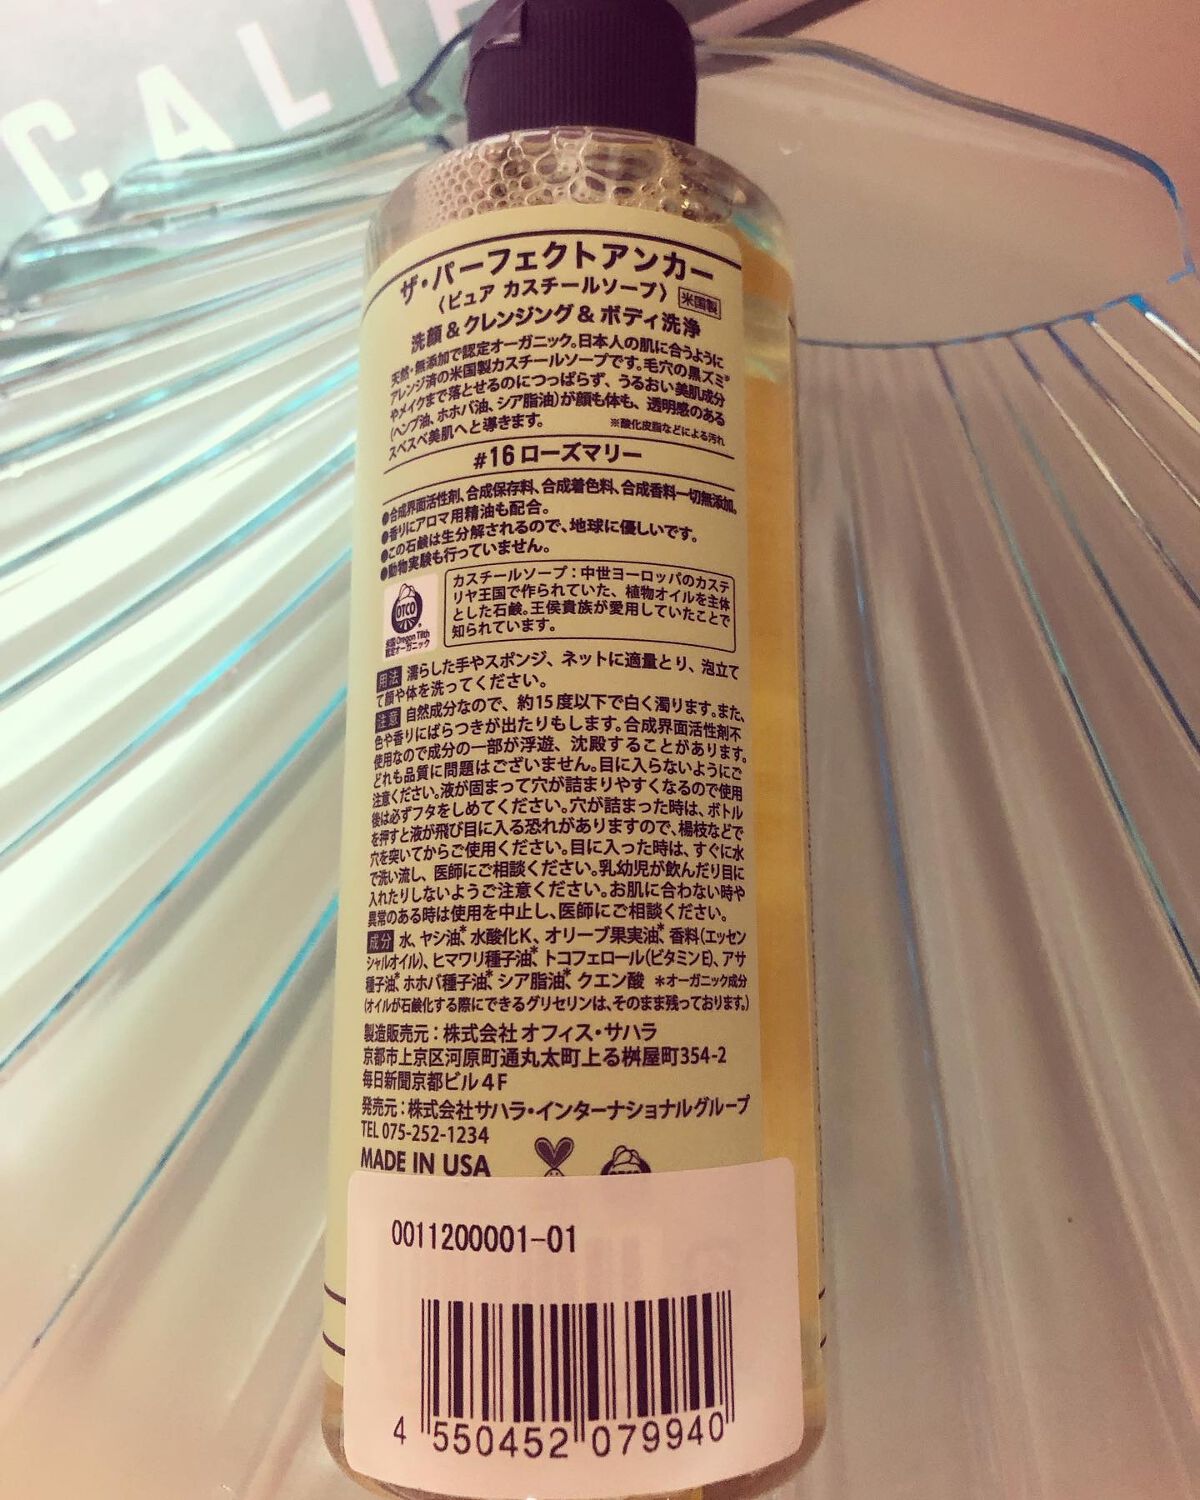 CALIF
ザ・パーフェクトアンカー
〈ピュア カスチールソープ〉 米国製
洗顔&クレンジング&ボディ洗浄
天然・無添加で認定オーガニック。日本人の肌に合うように
アレンジ済の米国製カスチールソープです。毛穴の黒ズミ※
やメイクまで落とせるのにつっぱらず、うるおい美肌成分
(ヘンプ油、ホホバ油、シア脂油)が顔も体も、透明感のある
スベスベ美肌へと導きます。 ※酸化皮脂などによる汚れ
#16 ローズマリー
●合成界面活性剤、合成保存料、合成着色料、合成香料一切無添加。
●香りにアロマ用精油も配合。
●この石鹸は生分解されるので、地球に優しいです。
●動物実験も行っていません。
OTCO
米国 Oregon Tilth
認定オーガニック
カスチールソープ:中世ヨーロッパのカステ
リヤ王国で作られていた、植物オイルを主体
とした石鹸。王侯貴族が愛用していたことで
知られています。
用法 濡らした手やスポンジ、ネットに適量とり、泡立て
て顔や体を洗ってください。
注意 自然成分なので、約15度以下で白く濁ります。また、
色や香りにばらつきが出たりもします。合成界面活性剤不
使用なので成分の一部が浮遊、沈殿することがあります。
どれも品質に問題はございません。目に入らないようにご
注意ください。液が固まって穴が詰まりやすくなるので使用
後は必ずフタをしめてください。穴が詰まった時は、ボトル
を押すと液が飛び目に入る恐れがありますので、楊枝などで
穴を突いてからご使用ください。目に入った時は、すぐに水
で洗い流し、医師にご相談ください。乳幼児が飲んだり目に
入れたりしないようご注意ください。お肌に合わない時や
異常のある時は使用を中止し、医師にご相談ください。
成分 水、ヤシ油*、水酸化K、オリーブ果実油*、香料(エッセン
シャルオイル)、ヒマワリ種子油*、トコフェロール(ビタミンE)、アサ
種子油*、ホホバ種子油*、シア脂油*、クエン酸 *オーガニック成分
(オイルが石鹸化する際にできるグリセリンは、そのまま残っております。)
製造販売元:株式会社オフィス・サハラ
京都市上京区河原町通丸太町上る桝屋町354-2
毎日新聞京都ビル4F
発売元:株式会社サハラ・インターナショナルグループ
TEL 075-252-1234
MADE IN USA
0011200001-01
4 550452 079940